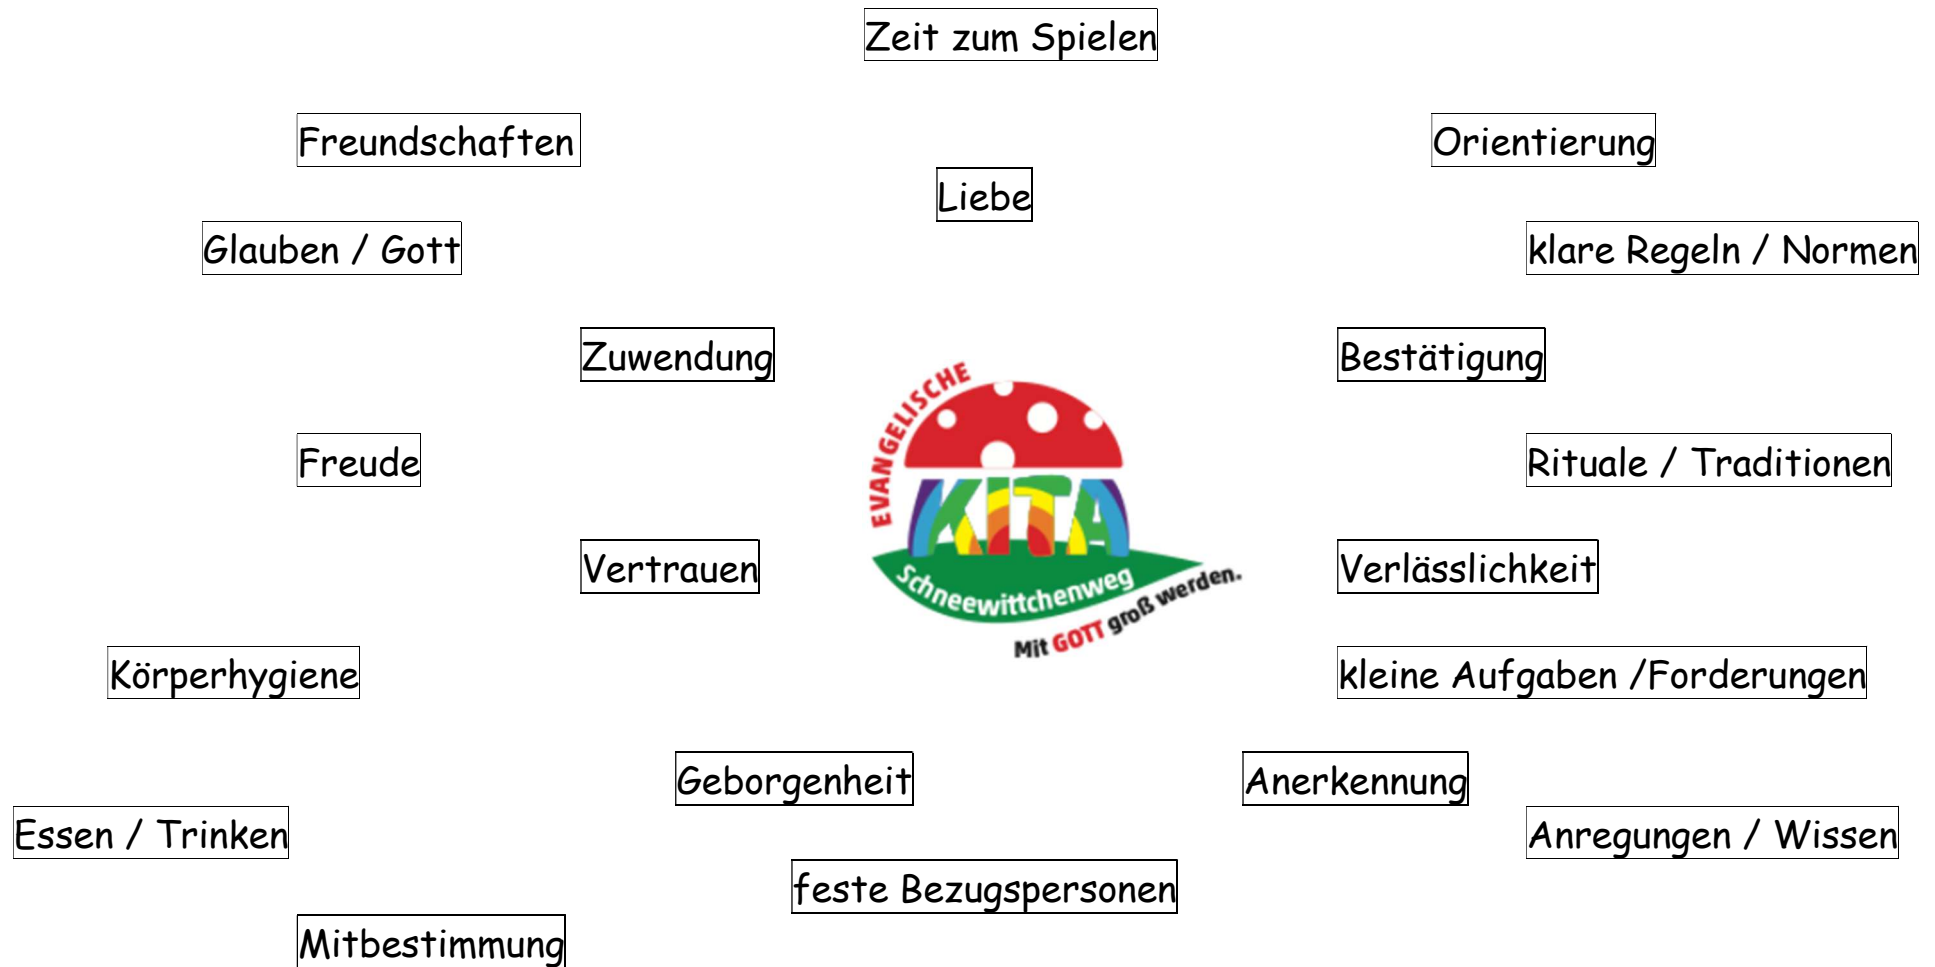 Zeit zum Spielen
Freundschaften
Orientierung
Liebe
Glauben / Gott
klare Regeln / Normen
Zuwendung
Bestätigung
EVANGELISCHE
Freude
Rituale / Traditionen
KITA
Vertrauen
Verlässlichkeit
Schneewittchenweg
Mit GOTT groß werden.
Körperhygiene
kleine Aufgaben /Forderungen
Geborgenheit
Anerkennung
Essen / Trinken
Anregungen / Wissen
feste Bezugspersonen
Mitbestimmung